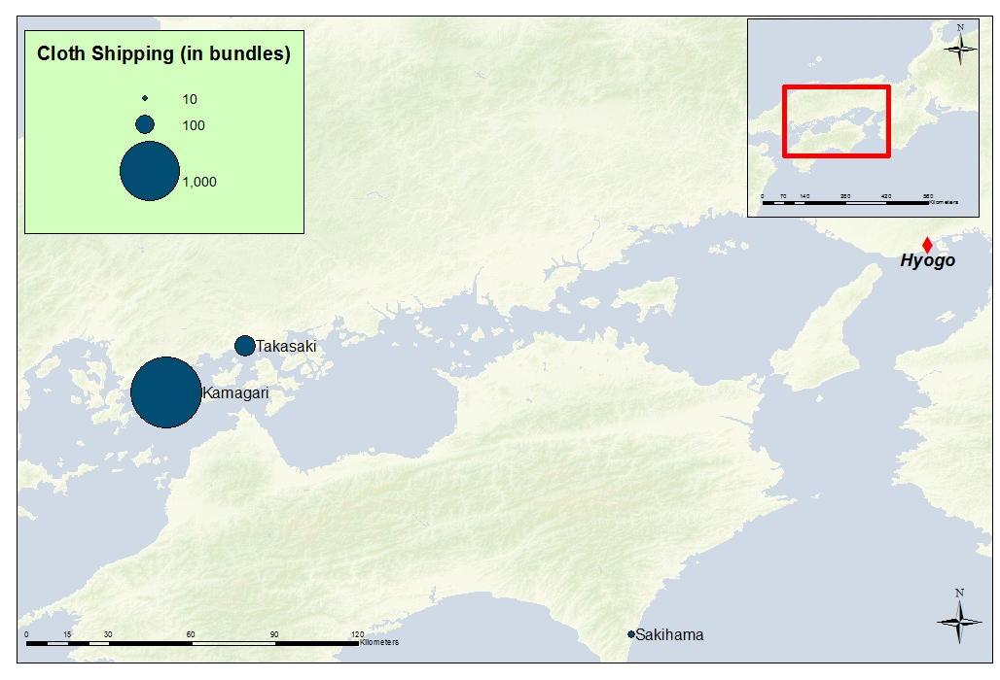 Cloth Shipping (in bundles)
10
100
1,000
N
0 70 140 280 420 560
Kilometers
Hyogo
Takasaki
Kamagari
N
Sakihama
0 15 30 60 90 120
Kilometers